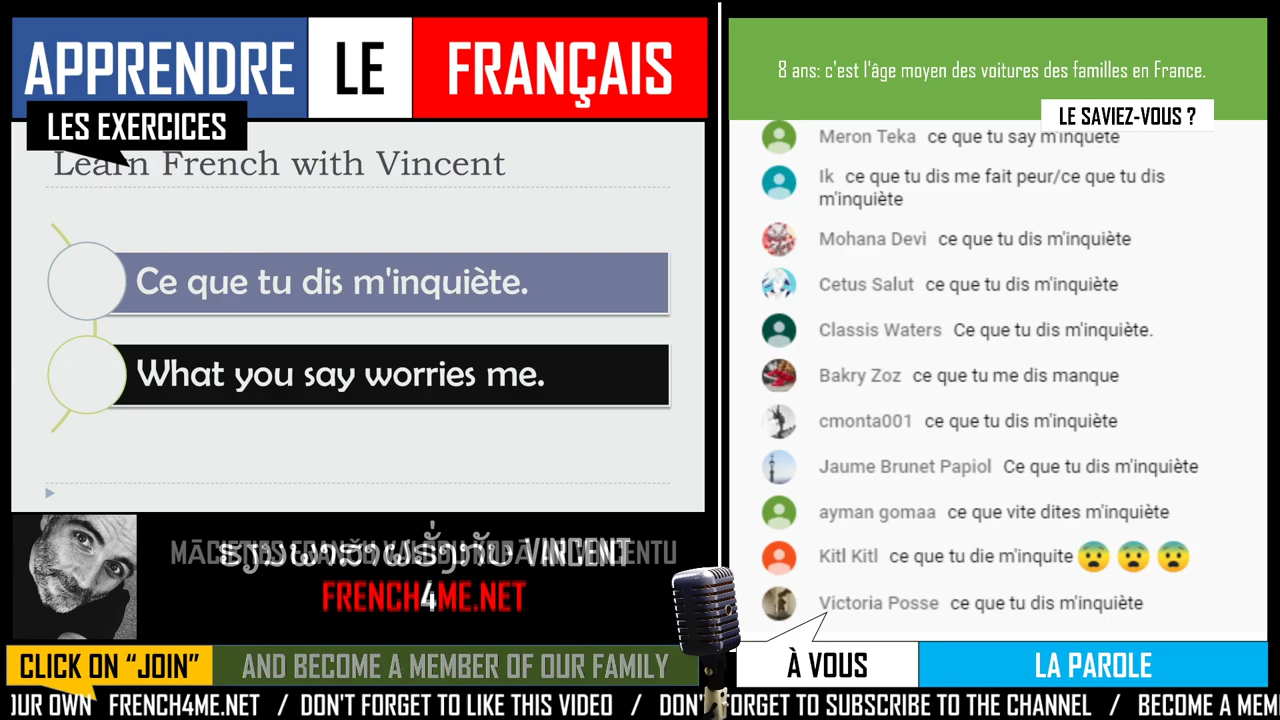 APPRENDRE LE FRANÇAIS
LES EXERCICES
Learn French with Vincent
Ce que tu dis m'inquiète.
What you say worries me.
VINCENT
FRENCH4ME.NET
CLICK ON “JOIN”
AND BECOME A MEMBER OF OUR FAMILY
8 ans: c'est l'âge moyen des voitures des familles en France.
LE SAVIEZ-VOUS ?
Meron Teka ce que tu say m'inquete
Ik ce que tu dis me fait peur/ce que tu dis
m'inquiète
Mohana Devi ce que tu dis m'inquiète
Cetus Salut ce que tu dis m'inquiète
Classis Waters Ce que tu dis m'inquiète.
Bakry Zoz ce que tu me dis manque
cmonta001 ce que tu dis m'inquiète
Jaume Brunet Papiol Ce que tu dis m'inquiète
ayman gomaa ce que vite dites m'inquiète
Kitl Kitl ce que tu die m'inquite 😨 😨 😨
Victoria Posse ce que tu dis m'inquiète
À VOUS
LA PAROLE
OUR OWN FRENCH4ME.NET / DON'T FORGET TO LIKE THIS VIDEO / DON'T FORGET TO SUBSCRIBE TO THE CHANNEL / BECOME A MEM